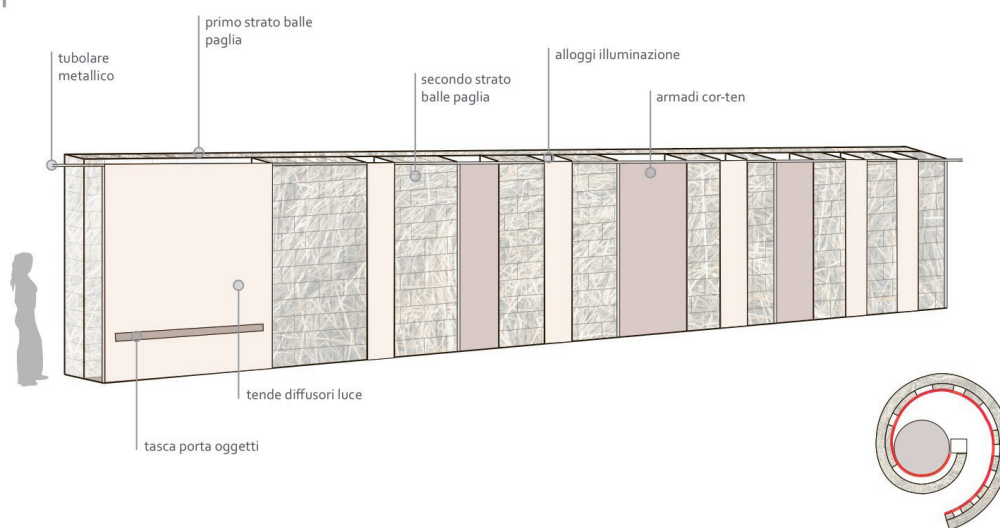 primo strato balle
paglia
tubolare
metallico
secondo strato
balle paglia
alloggi illuminazione
armadi cor-ten
tende diffusori luce
tasca porta oggetti